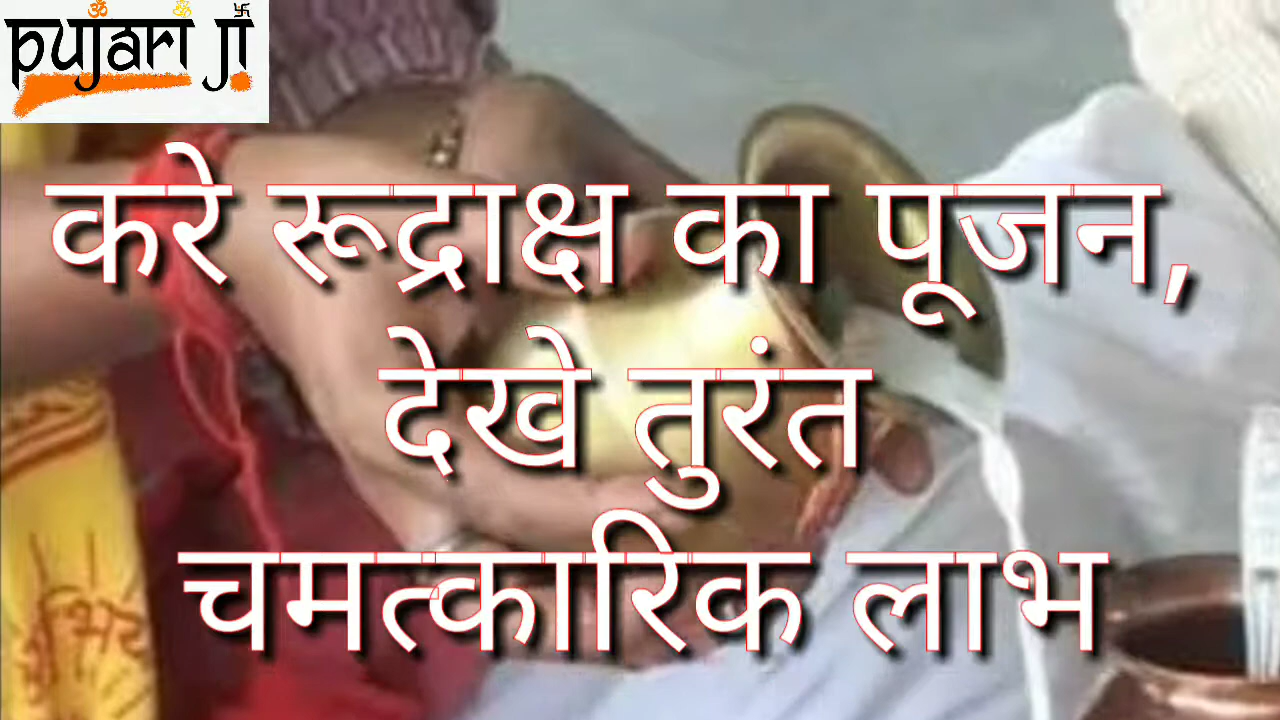 pujari ji
करे रूद्राक्ष का पूजन,
देखे तुरंत
चमत्कारिक लाभ